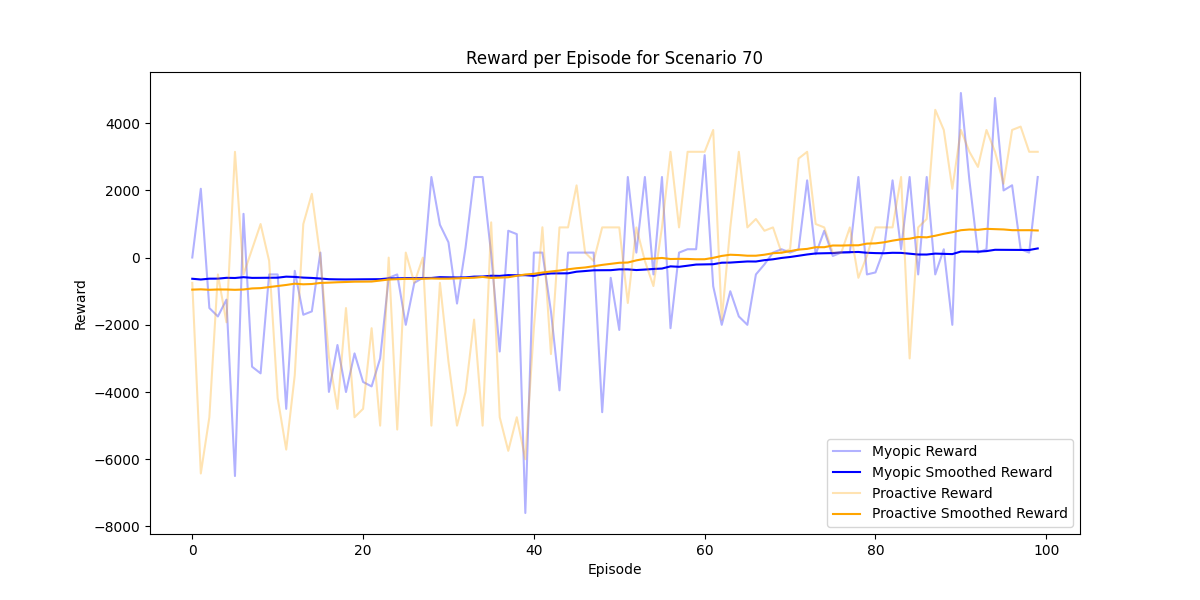 Reward per Episode for Scenario 70
4000
2000
0
−2000
−4000
−6000
−8000
Reward
0
20
40
60
80
100
Episode
Myopic Reward
Myopic Smoothed Reward
Proactive Reward
Proactive Smoothed Reward